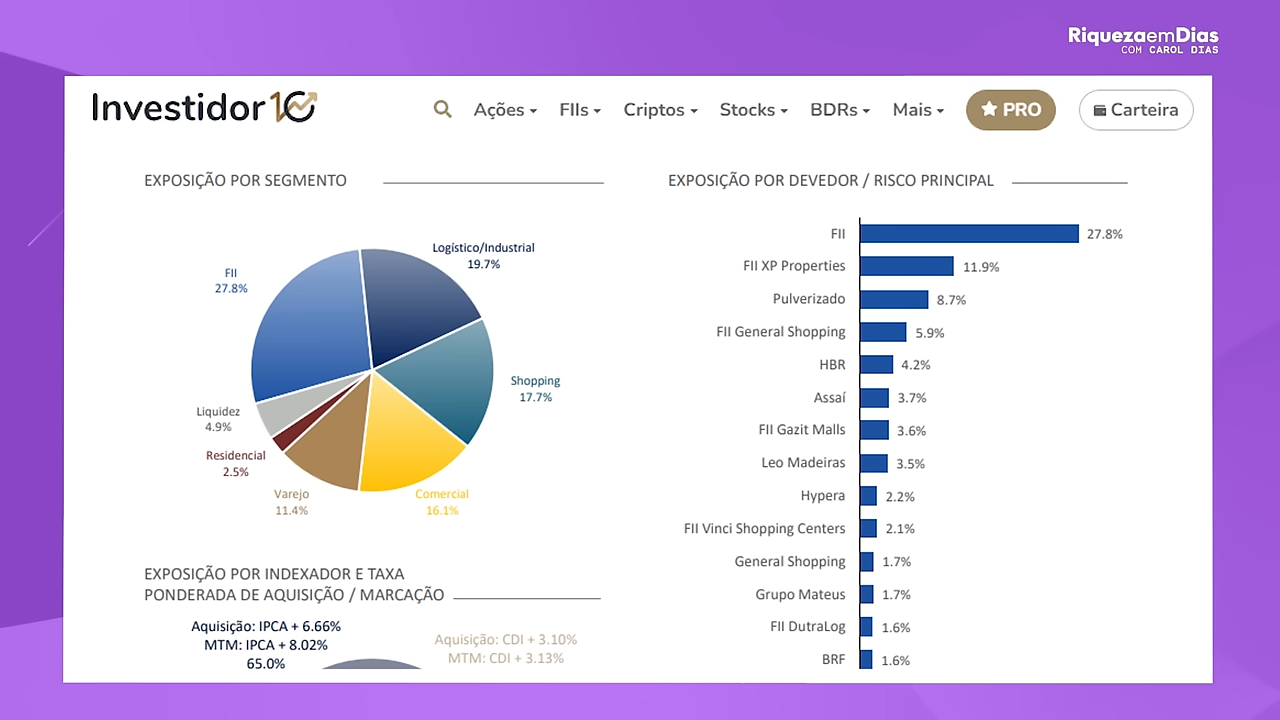 RiquezaemDias
COM CAROL DIAS
Investidor10
Ações
FIIs
Criptos
Stocks
BDRs
Mais
PRO
Carteira
EXPOSIÇÃO POR SEGMENTO
FII
27.8%
Logístico/Industrial
19.7%
Shopping
17.7%
Liquidez
4.9%
Residencial
2.5%
Varejo
11.4%
Comercial
16.1%
EXPOSIÇÃO POR INDEXADOR E TAXA
PONDERADA DE AQUISIÇÃO / MARCAÇÃO
Aquisição: IPCA + 6.66%
MTM: IPCA + 8.02%
65.0%
Aquisição: CDI + 3.10%
MTM: CDI + 3.13%
EXPOSIÇÃO POR DEVEDOR / RISCO PRINCIPAL
FII 27.8%
FII XP Properties 11.9%
Pulverizado 8.7%
FII General Shopping 5.9%
HBR 4.2%
Assaí 3.7%
FII Gazit Malls 3.6%
Leo Madeiras 3.5%
Hypera 2.2%
FII Vinci Shopping Centers 2.1%
General Shopping 1.7%
Grupo Mateus 1.7%
FII DutraLog 1.6%
BRF 1.6%